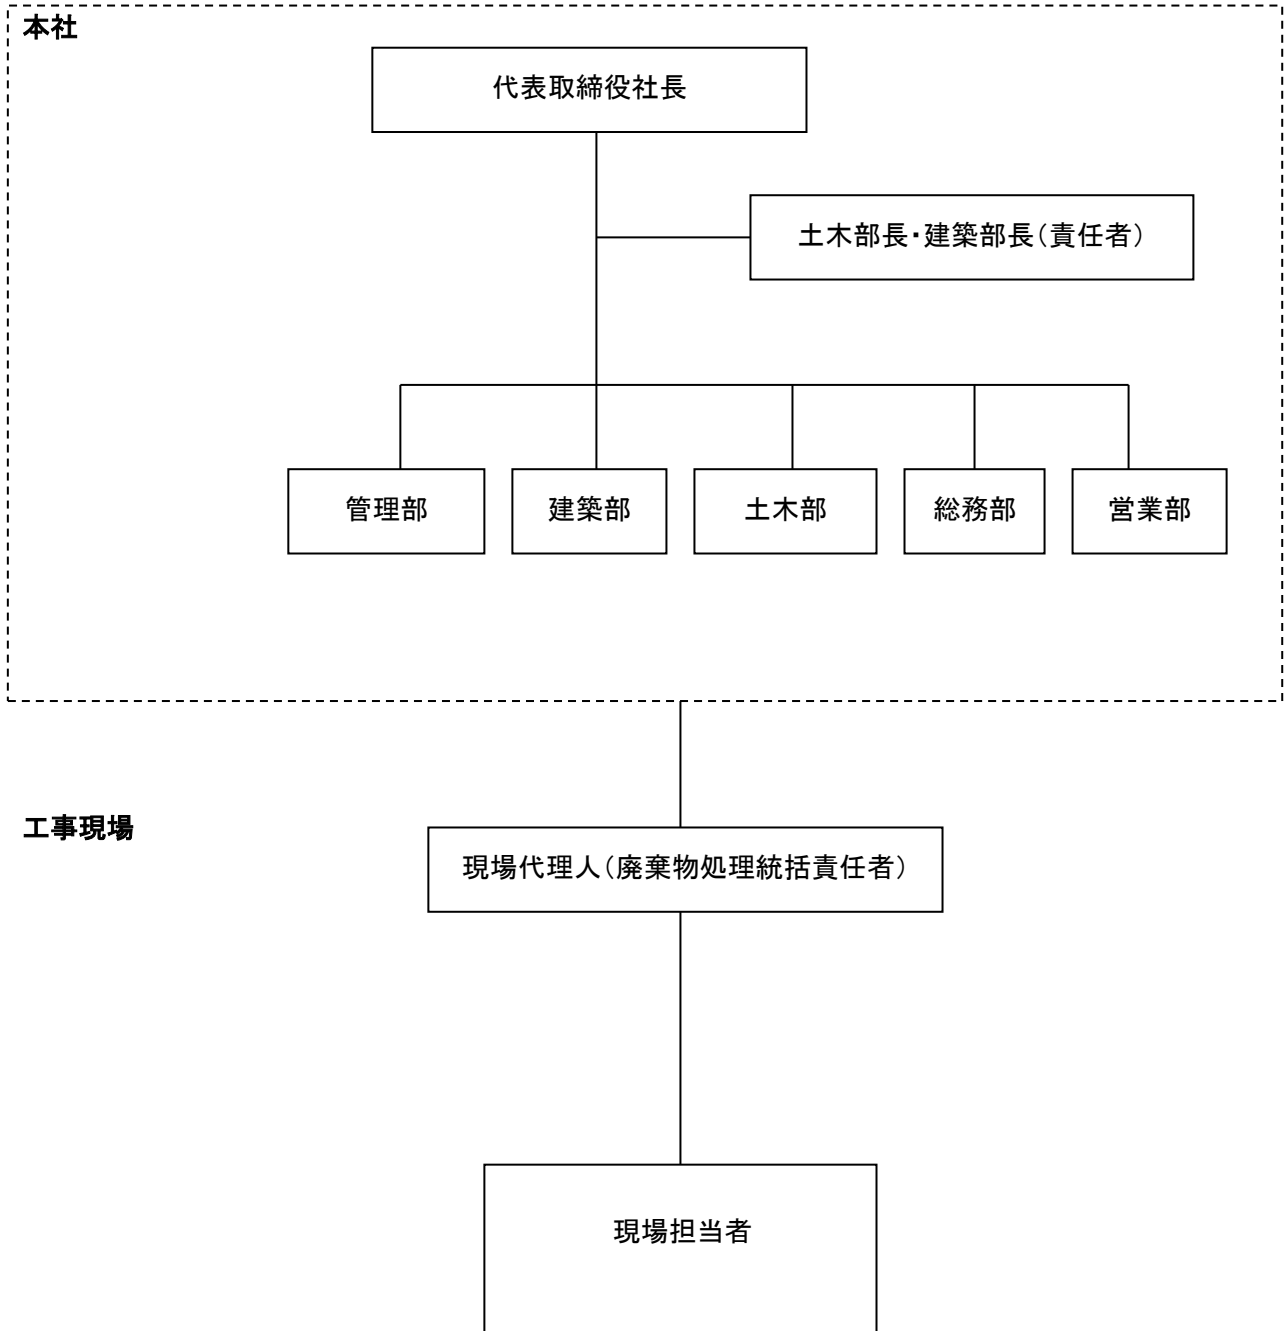 本社
代表取締役社長
土木部長・建築部長（責任者）
管理部
建築部
土木部
総務部
営業部
工事現場
現場代理人（廃棄物処理統括責任者）
現場担当者